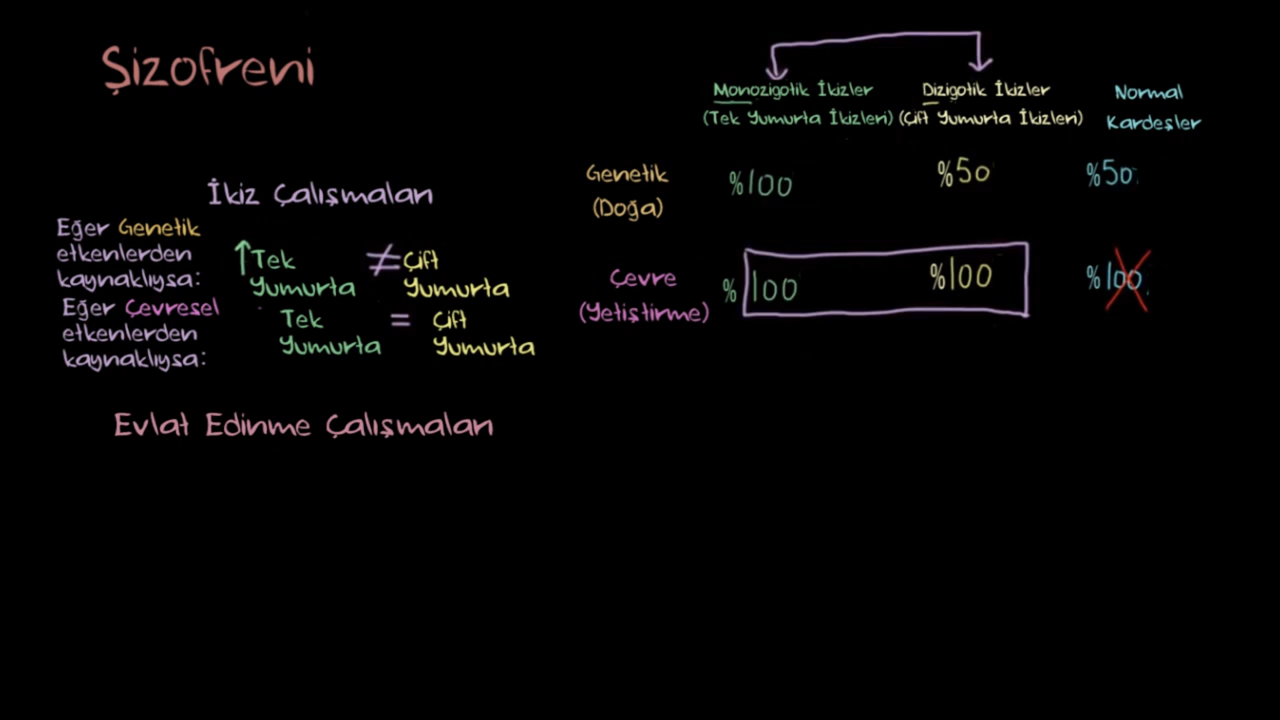 Şizofreni
Monozigotik İkizler
(Tek Yumurta İkizleri)
Dizigotik İkizler
(Çift Yumurta İkizleri)
Normal
Kardeşler
Genetik
(Doğa)
%100
%50
%50
Çevre
(Yetiştirme)
% 100
%100
%100
İkiz Çalışmaları
Eğer Genetik
etkenlerden
kaynaklıysa:
↑Tek
Yumurta
≠
Çift
Yumurta
Eğer Çevresel
etkenlerden
kaynaklıysa:
Tek
Yumurta
=
Çift
Yumurta
Evlat Edinme Çalışmaları